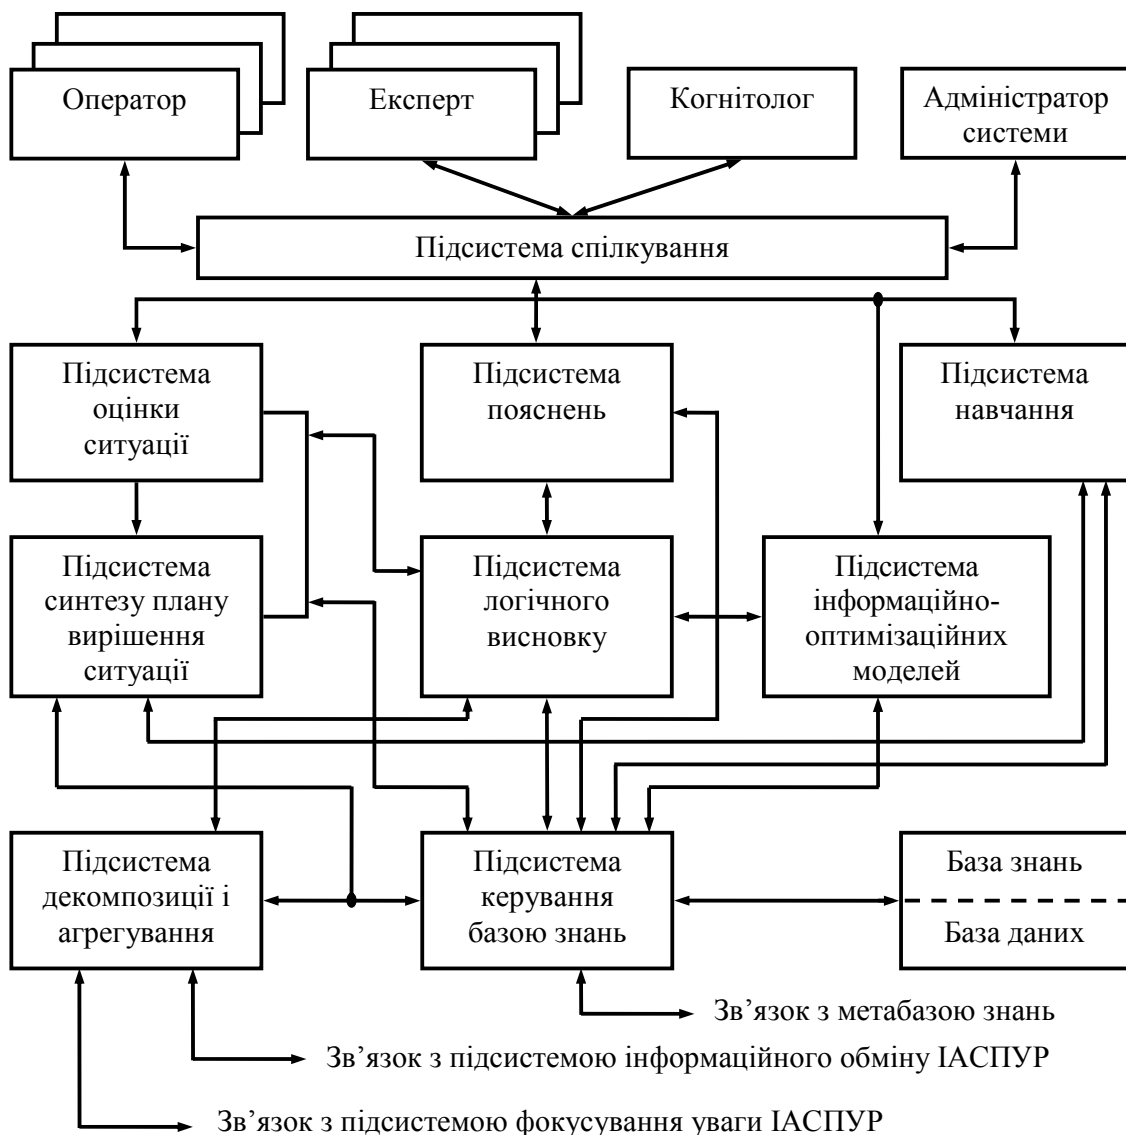 Оператор
Експерт
Когнітолог
Адміністратор
системи
Підсистема спілкування
Підсистема
оцінки
ситуації
Підсистема
пояснень
Підсистема
навчання
Підсистема
синтезу плану
вирішення
ситуації
Підсистема
логічного
висновку
Підсистема
інформаційно-
оптимізаційних
моделей
Підсистема
декомпозиції і
агрегування
Підсистема
керування
базою знань
База знань
База даних
Зв’язок з метабазою знань
Зв’язок з підсистемою інформаційного обміну ІАСПУР
Зв’язок з підсистемою фокусування уваги ІАСПУР